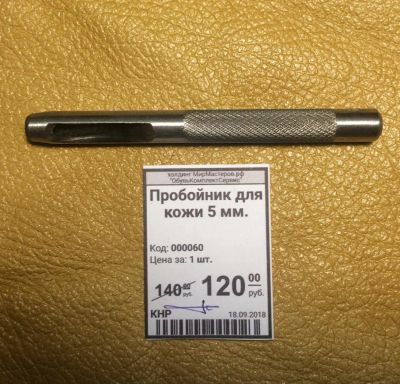 холдинг МирМастеров.рф
"ОбувьКомплектСервис"
Пробойник для
кожи 5 мм.
Код: 000060
Цена за: 1 шт.
140 00 руб. 120 00 руб.
КНР 18.09.2018